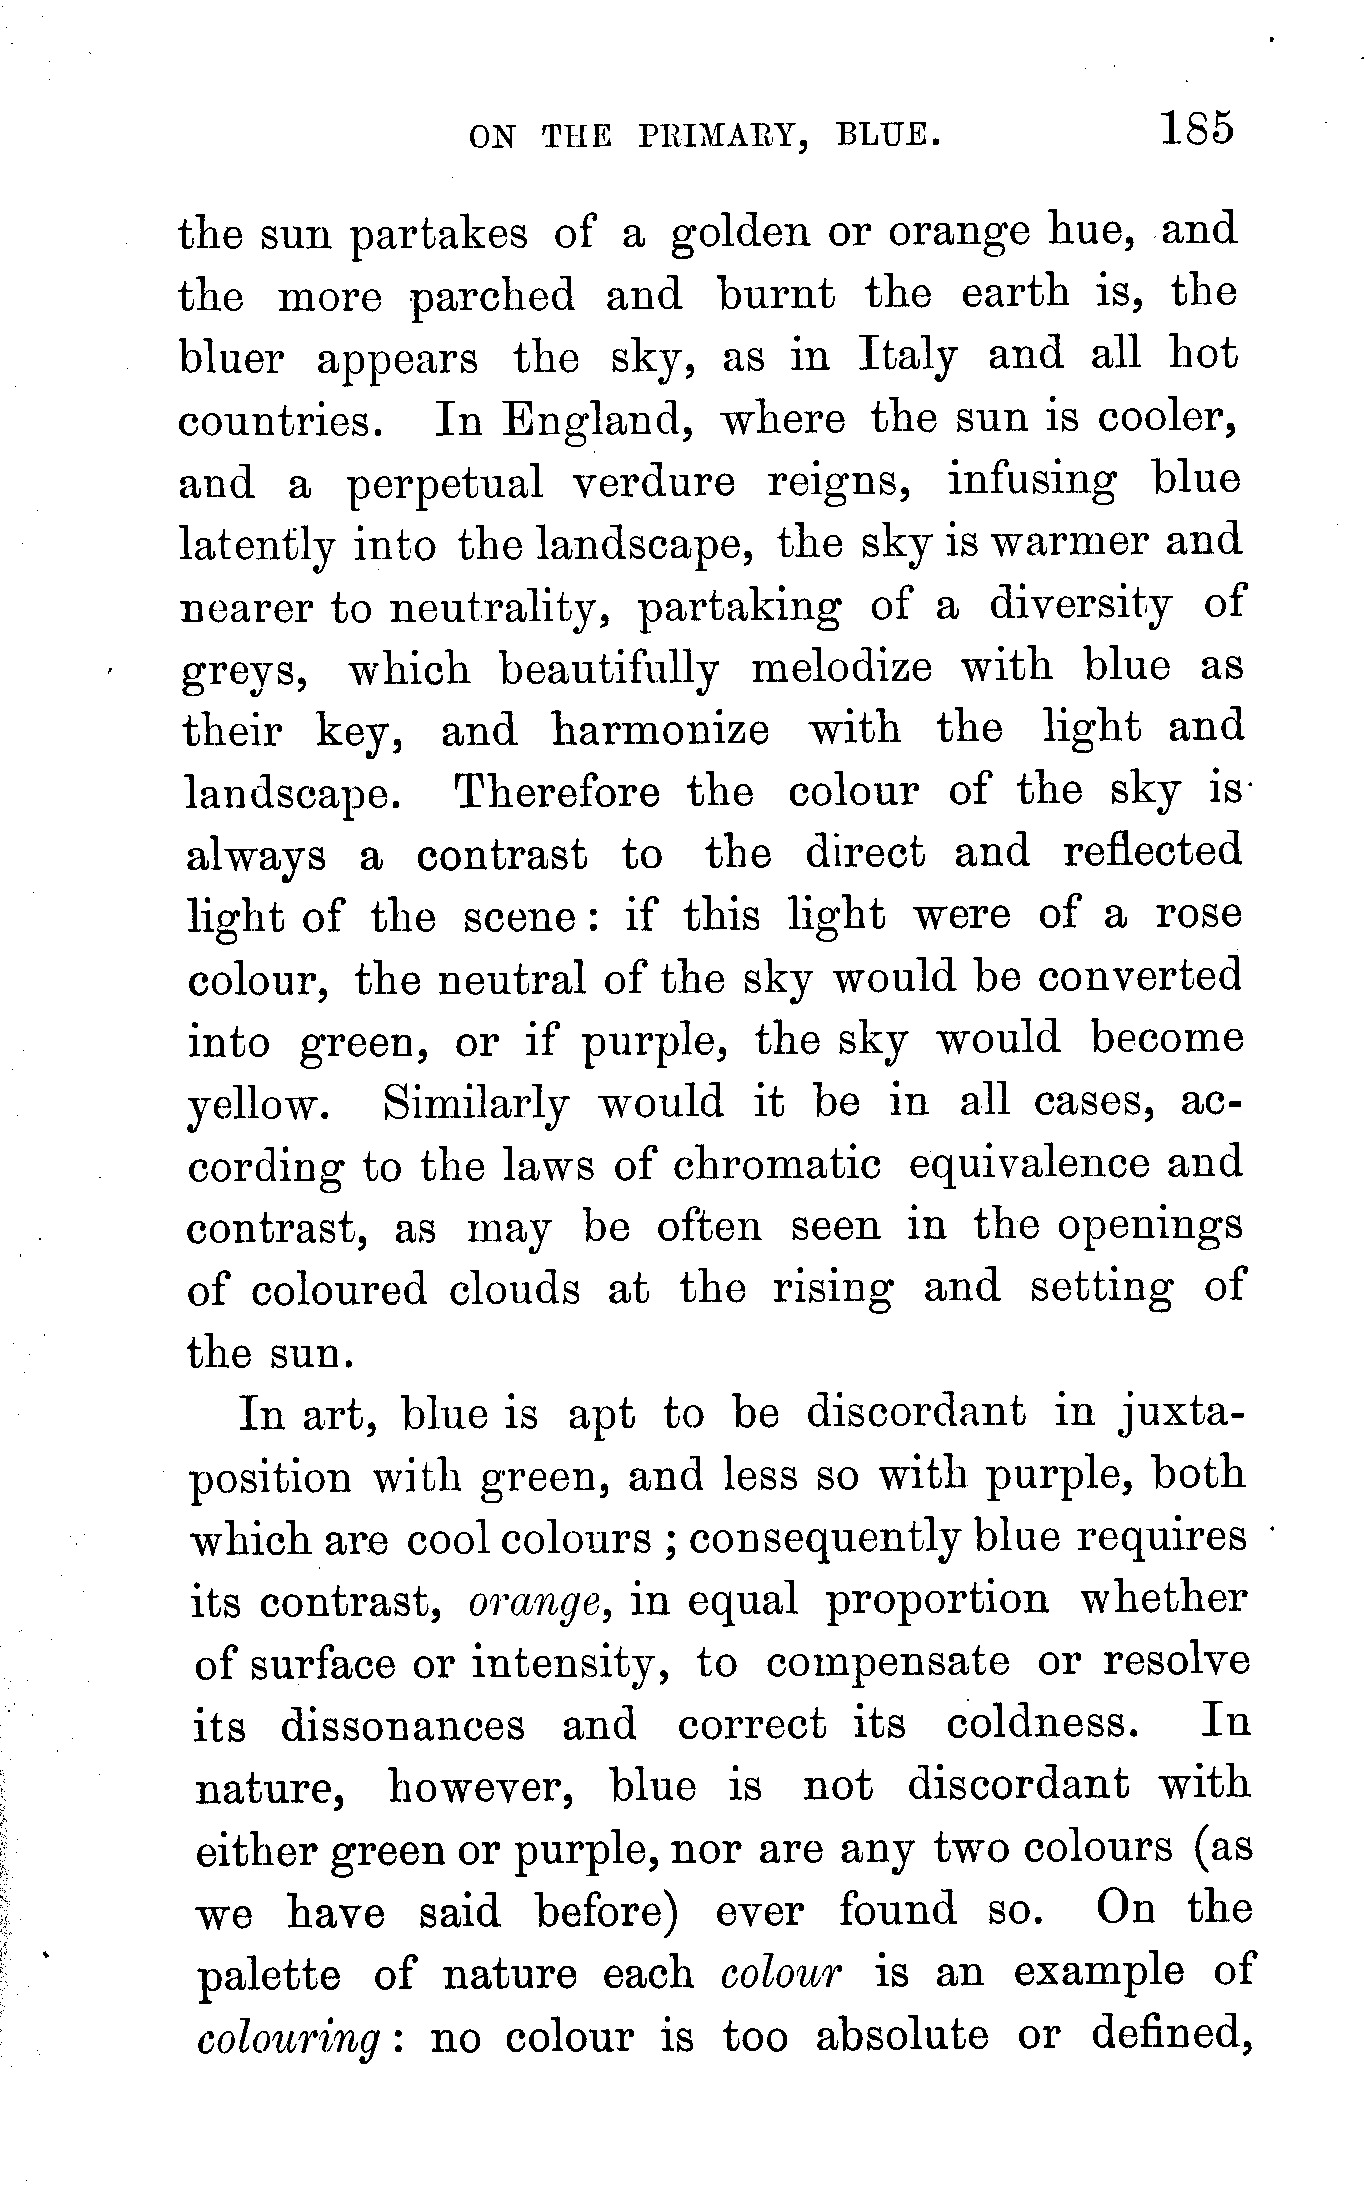 ON THE PRIMARY, BLUE. 185
the sun partakes of a golden or orange hue, and
the more parched and burnt the earth is, the
bluer appears the sky, as in Italy and all hot
countries. In England, where the sun is cooler,
and a perpetual verdure reigns, infusing blue
latently into the landscape, the sky is warmer and
nearer to neutrality, partaking of a diversity of
greys, which beautifully melodize with blue as
their key, and harmonize with the light and
landscape. Therefore the colour of the sky is
always a contrast to the direct and reflected
light of the scene : if this light were of a rose
colour, the neutral of the sky would be converted
into green, or if purple, the sky would become
yellow. Similarly would it be in all cases, ac-
cording to the laws of chromatic equivalence and
contrast, as may be often seen in the openings
of coloured clouds at the rising and setting of
the sun.
In art, blue is apt to be discordant in juxta-
position with green, and less so with purple, both
which are cool colours ; consequently blue requires
its contrast, orange, in equal proportion whether
of surface or intensity, to compensate or resolve
its dissonances and correct its coldness. In
nature, however, blue is not discordant with
either green or purple, nor are any two colours (as
we have said before) ever found so. On the
palette of nature each colour is an example of
colouring : no colour is too absolute or defined,